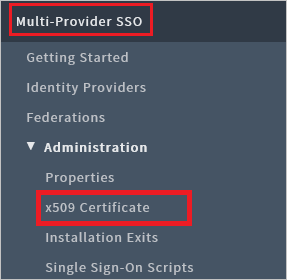 Multi-Provider SSO
Getting Started
Identity Providers
Federations
Administration
Properties
x509 Certificate
Installation Exits
Single Sign-On Scripts